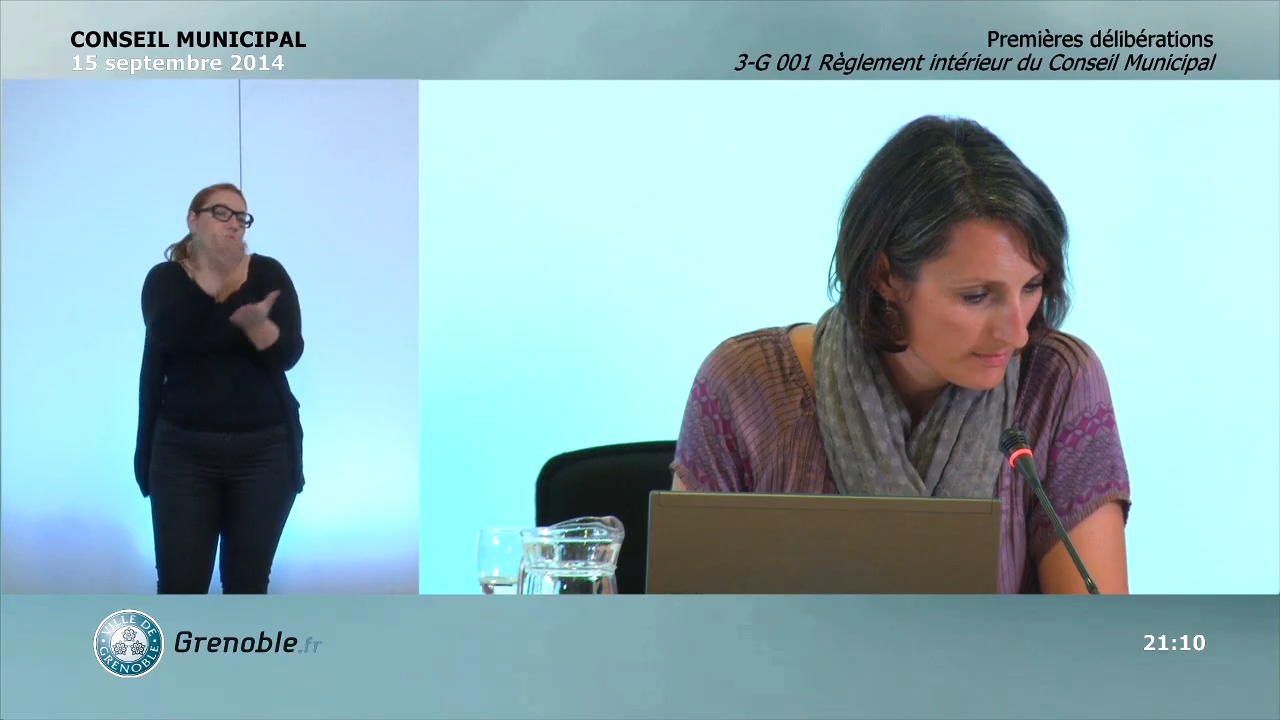 CONSEIL MUNICIPAL
15 septembre 2014
Premières délibérations
3-G 001 Règlement intérieur du Conseil Municipal
VILLE DE GRENOBLE
Grenoble.fr
21:10